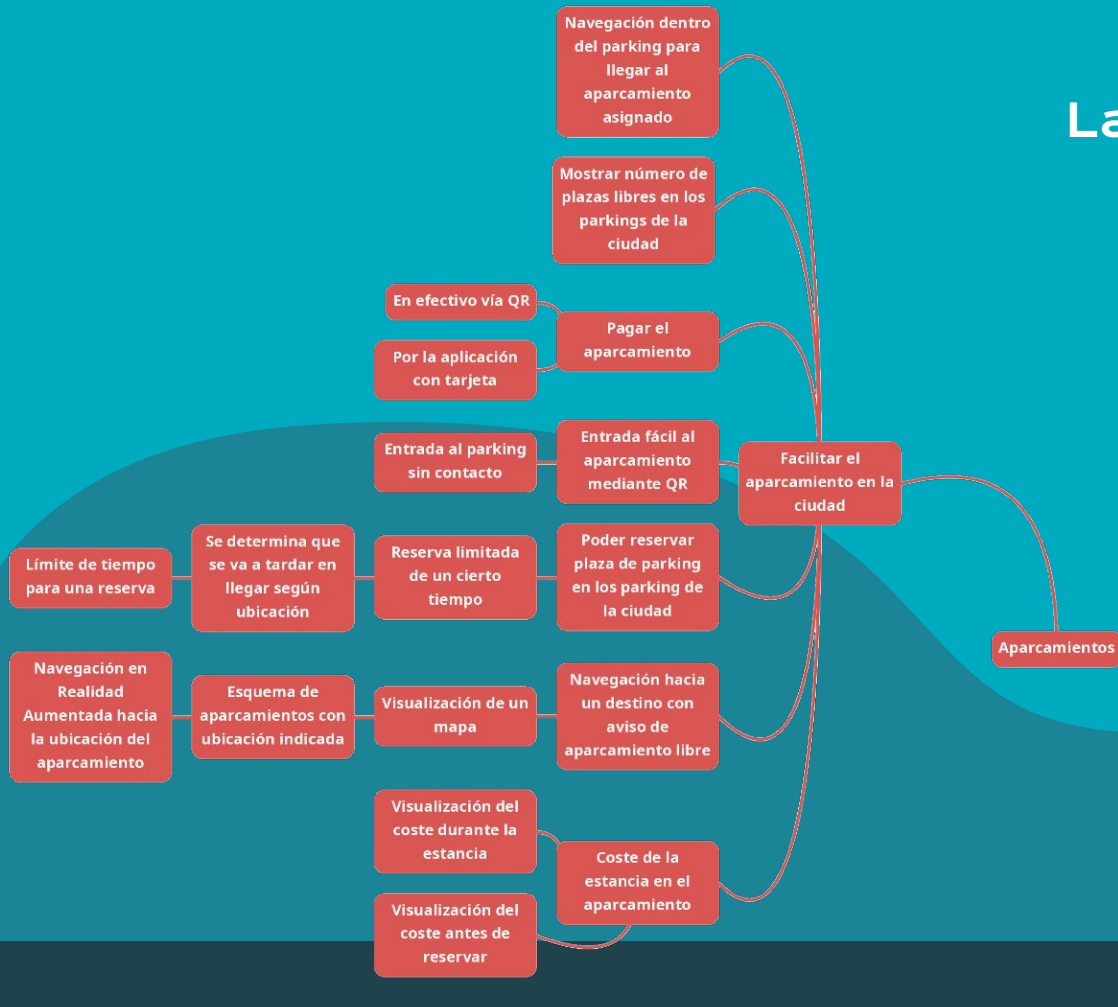 Navegación dentro
del parking para
llegar al
aparcamiento
asignado
La
Mostrar número de
plazas libres en los
parkings de la
ciudad
En efectivo vía QR
Pagar el
aparcamiento
Por la aplicación
con tarjeta
Entrada al parking
sin contacto
Entrada fácil al
aparcamiento
mediante QR
Facilitar el
aparcamiento en la
ciudad
Límite de tiempo
para una reserva
Se determina que
se va a tardar en
llegar según
ubicación
Reserva limitada
de un cierto
tiempo
Poder reservar
plaza de parking
en los parking de
la ciudad
Aparcamientos
Navegación en
Realidad
Aumentada hacia
la ubicación del
aparcamiento
Esquema de
aparcamientos con
ubicación indicada
Visualización de un
mapa
Navegación hacia
un destino con
aviso de
aparcamiento libre
Visualización del
coste durante la
estancia
Coste de la
estancia en el
aparcamiento
Visualización del
coste antes de
reservar